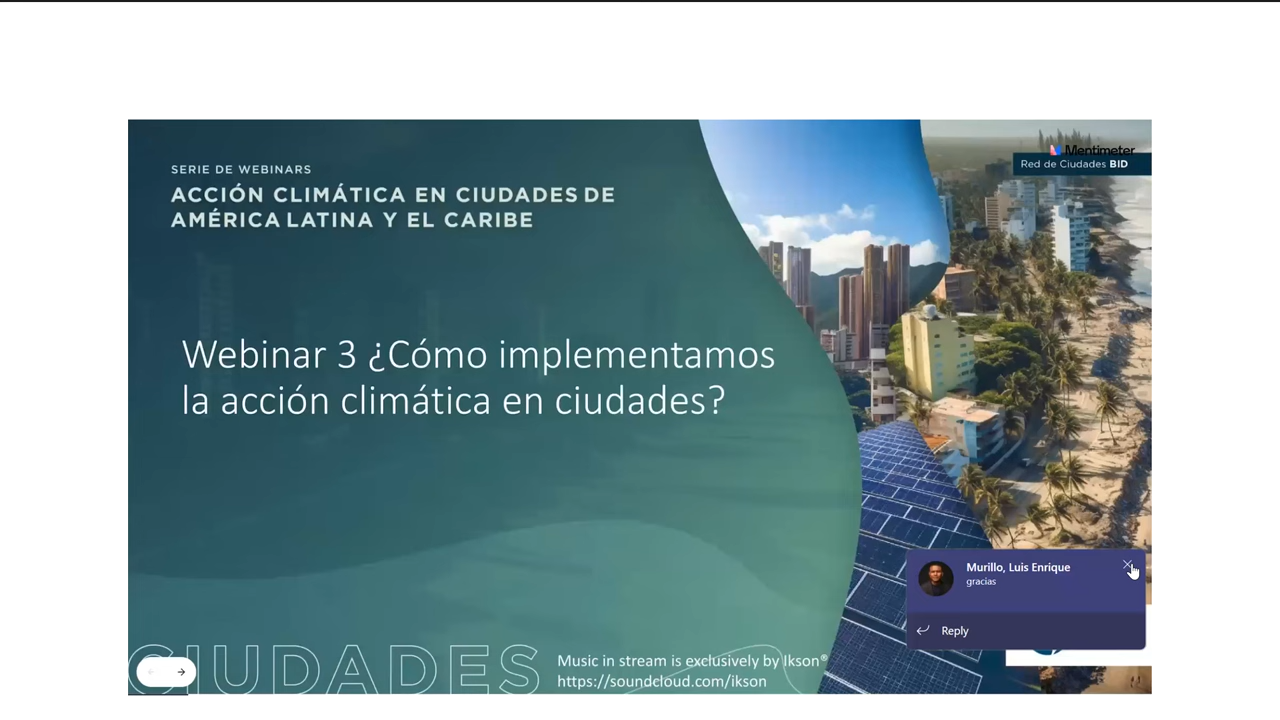 SERIE DE WEBINARS
ACCIÓN CLIMÁTICA EN CIUDADES DE
AMÉRICA LATINA Y EL CARIBE
Mentimeter
Red de Ciudades BID
Webinar 3 ¿Cómo implementamos
la acción climática en ciudades?
Murillo, Luis Enrique
gracias
Reply
CIUDADES
Music in stream is exclusively by Ikson®
https://soundcloud.com/ikson